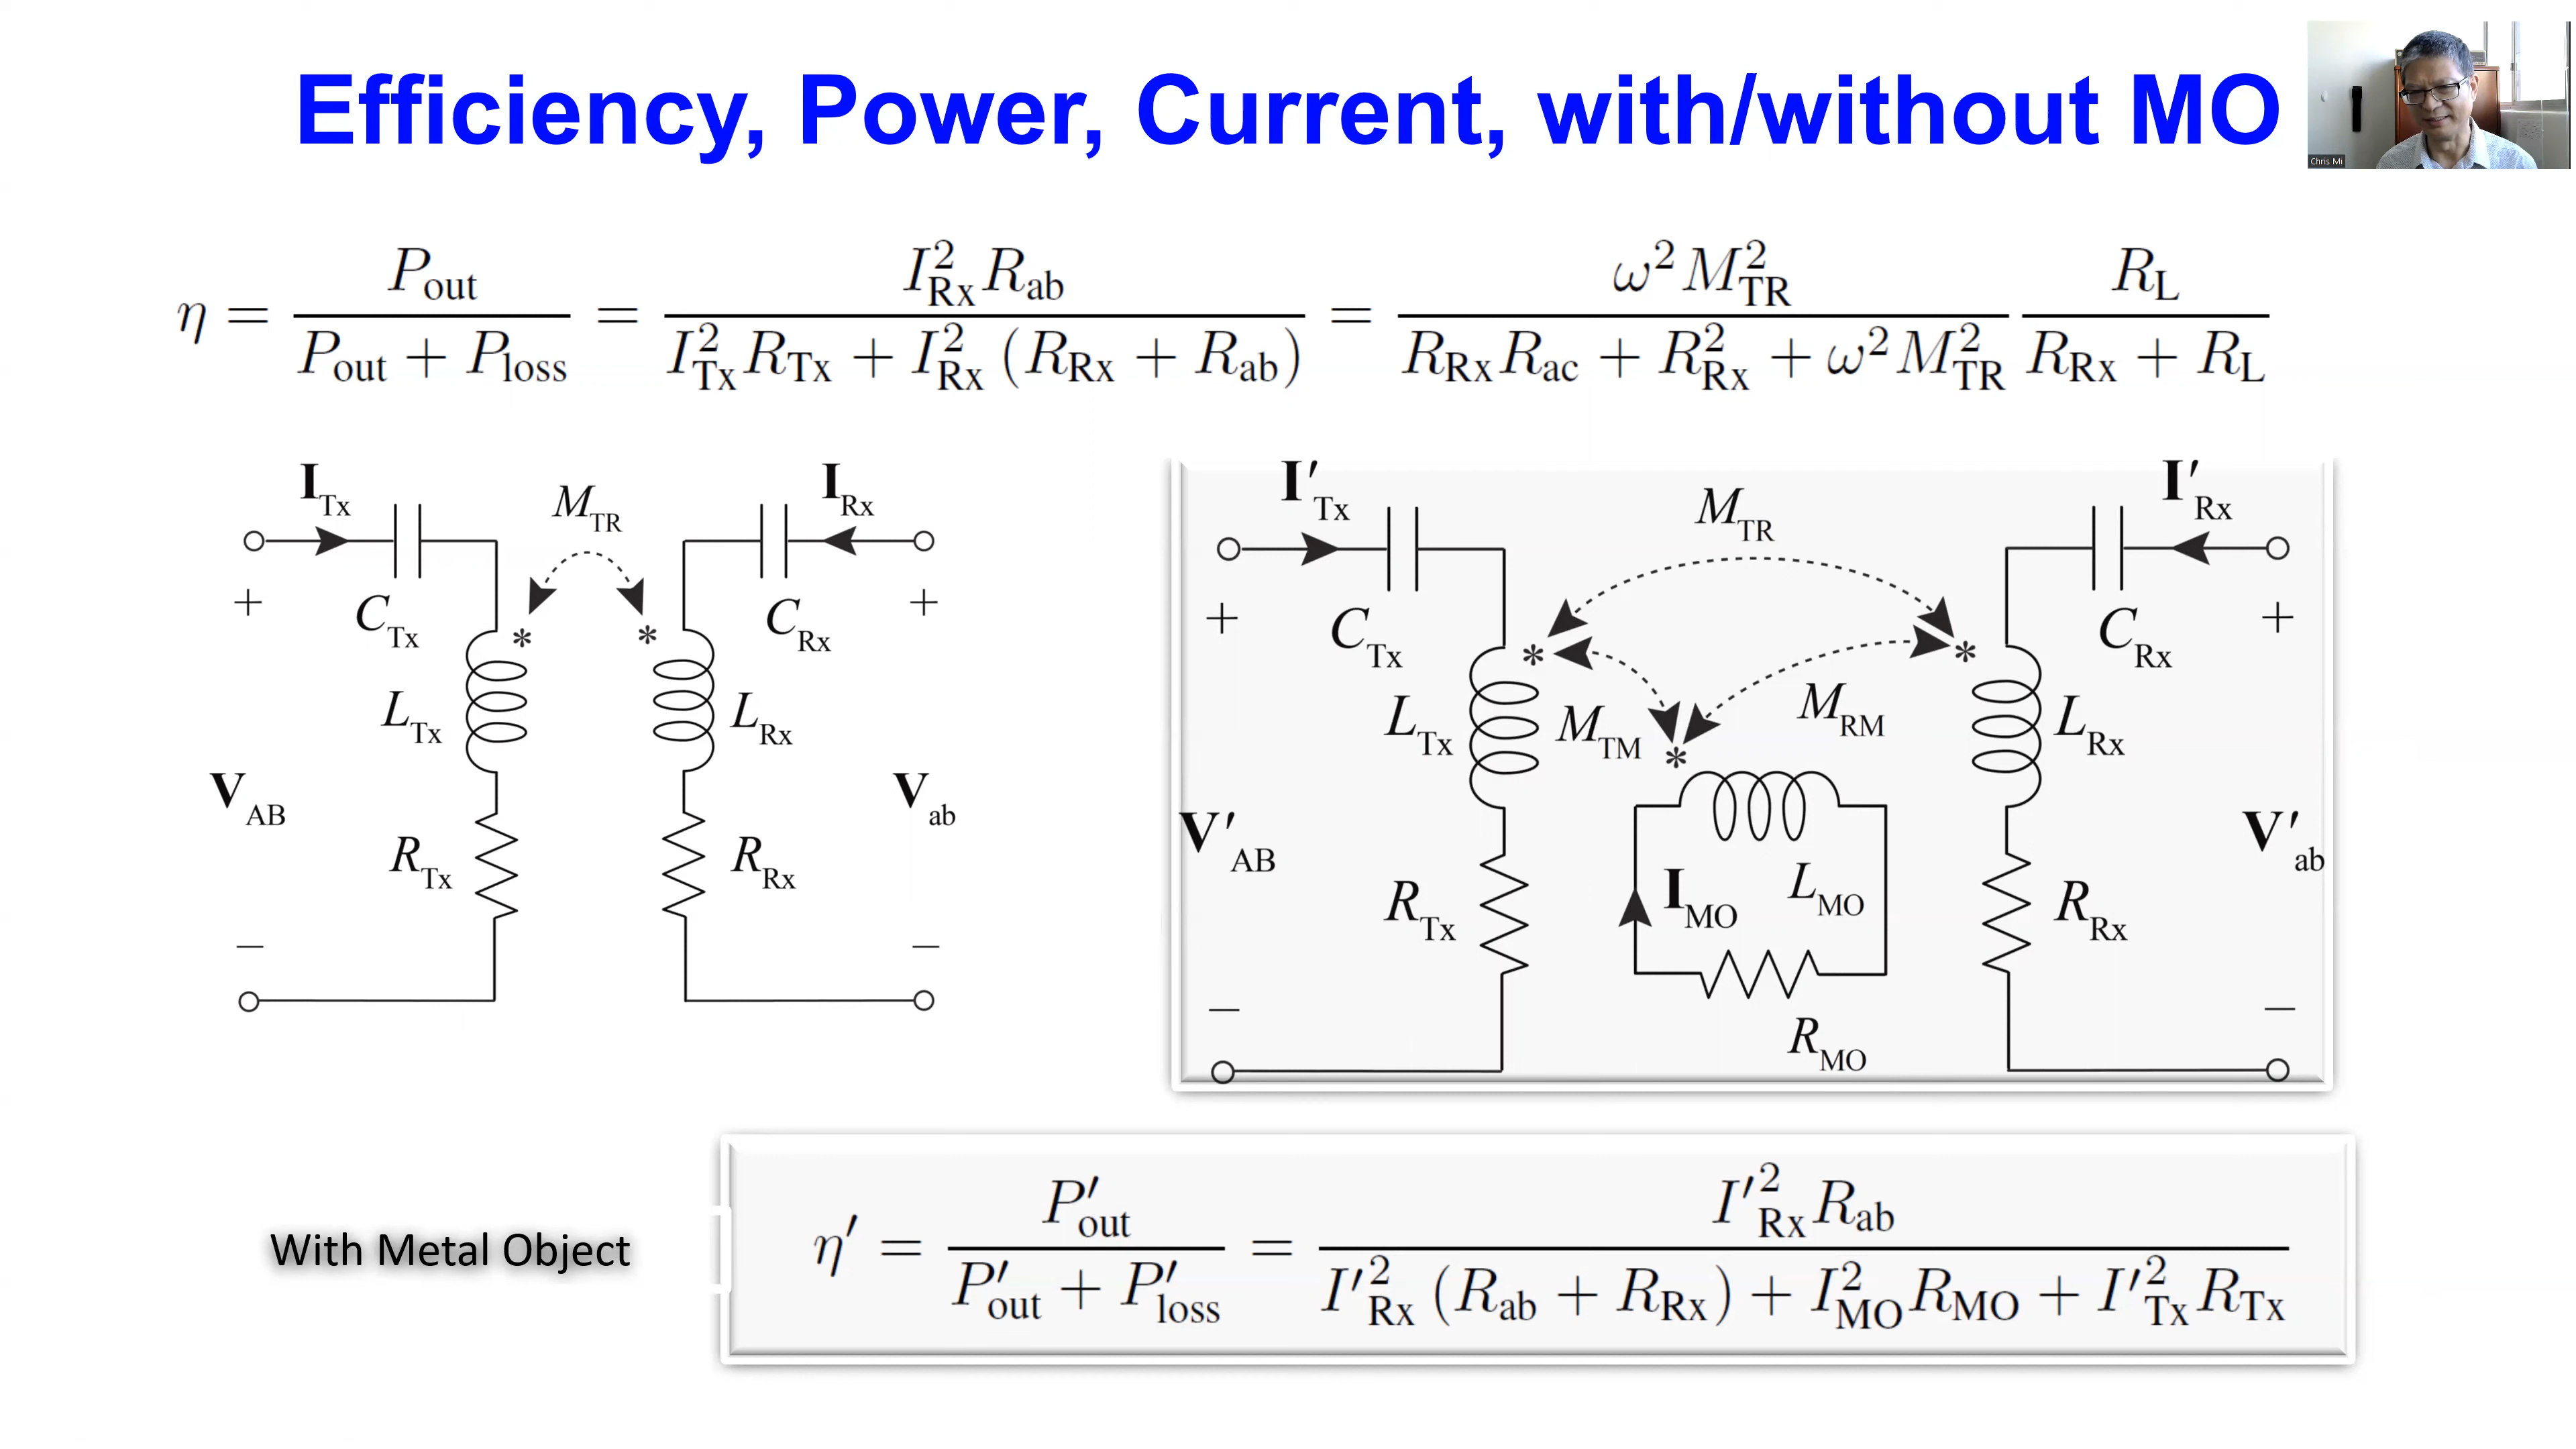 Efficiency, Power, Current, with/without MO
Chris Mi
η = P_out / (P_out + P_loss) = I²_Rx R_ab / (I²_Tx R_Tx + I²_Rx (R_Rx + R_ab)) = ω² M²_TR / (R_Rx R_ac + R²_Rx + ω² M²_TR) R_L / (R_Rx + R_L)
I_Tx
M_TR
I_Rx
+
C_Tx
*
*
C_Rx
+
L_Tx
L_Rx
V_AB
V_ab
R_Tx
R_Rx
−
−
I′_Tx
M_TR
I′_Rx
+
C_Tx
*
*
C_Rx
+
L_Tx
M_TM
*
M_RM
L_Rx
V′_AB
V′_ab
R_Tx
I_MO
L_MO
R_Rx
−
R_MO
−
With Metal Object
η′ = P′_out / (P′_out + P′_loss) = I′²_Rx R_ab / (I′²_Rx (R_ab + R_Rx) + I²_MO R_MO + I′²_Tx R_Tx)